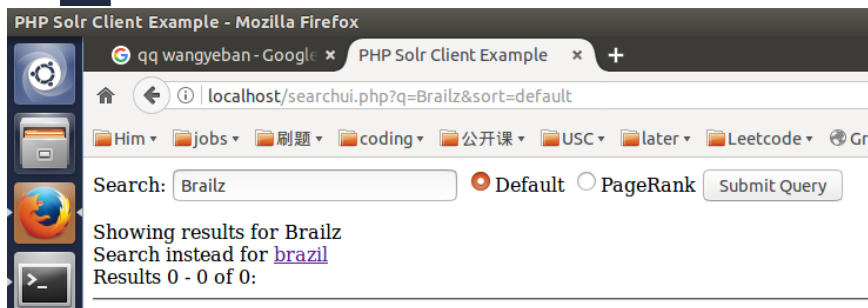 PHP Solr Client Example - Mozilla Firefox
qq wangyeban - Google PHP Solr Client Example
localhost/searchui.php?q=Brailz&sort=default
Him jobs 刷题 coding 公开课 USC later Leetcode Gr
Search: Brailz Default PageRank Submit Query
Showing results for Brailz
Search instead for brazil
Results 0 - 0 of 0: